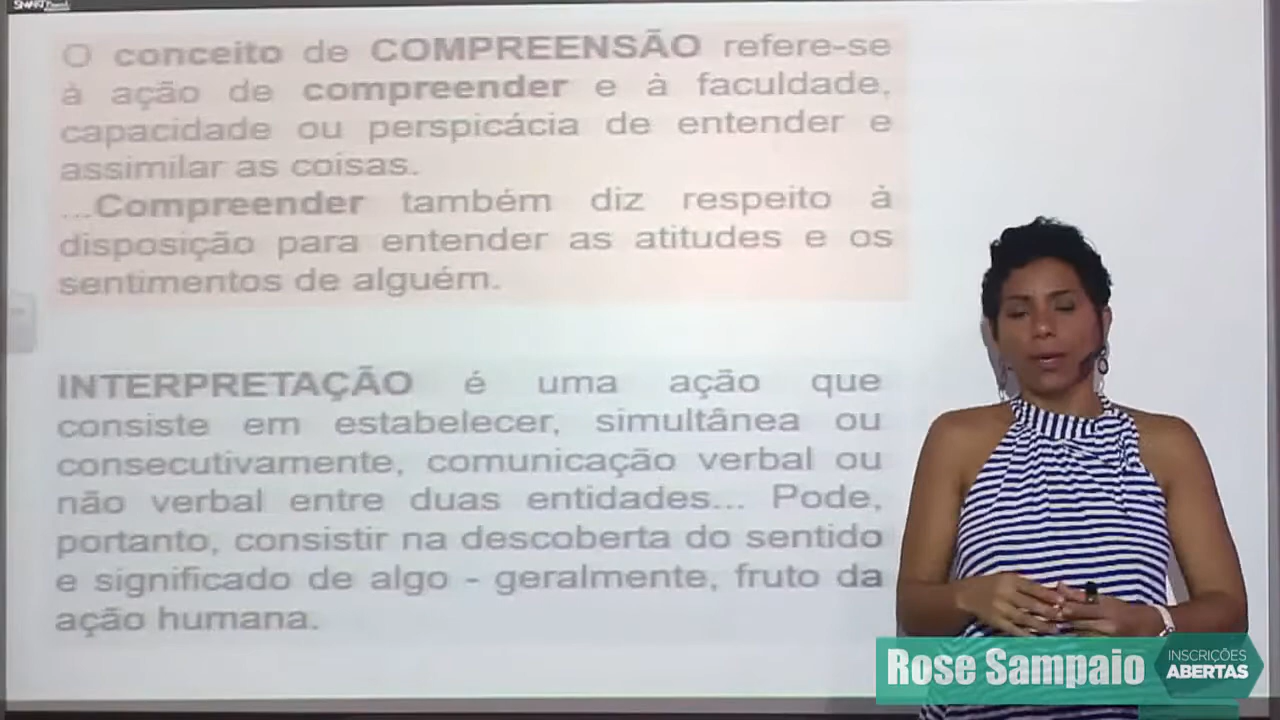 SMART Board
O conceito de COMPREENSÃO refere-se
à ação de compreender e à faculdade,
capacidade ou perspicácia de entender e
assimilar as coisas.
...Compreender também diz respeito à
disposição para entender as atitudes e os
sentimentos de alguém.
INTERPRETAÇÃO é uma ação que
consiste em estabelecer, simultânea ou
consecutivamente, comunicação verbal ou
não verbal entre duas entidades... Pode,
portanto, consistir na descoberta do sentido
e significado de algo - geralmente, fruto da
ação humana.
Rose Sampaio
INSCRIÇÕES
ABERTAS